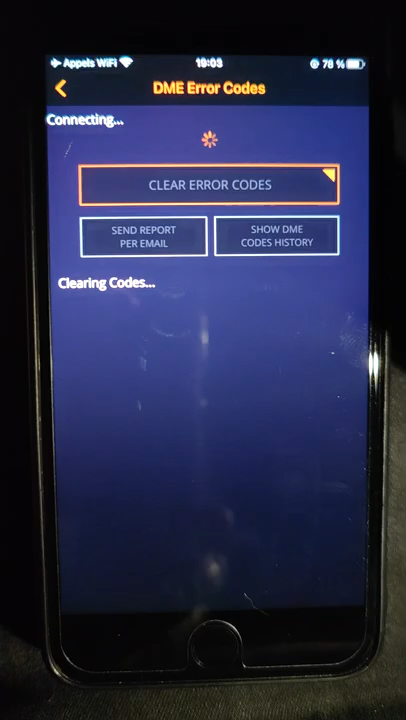 Appels WiFi 19:03 78 %
DME Error Codes
Connecting...
CLEAR ERROR CODES
SEND REPORT
PER EMAIL
SHOW DME
CODES HISTORY
Clearing Codes...